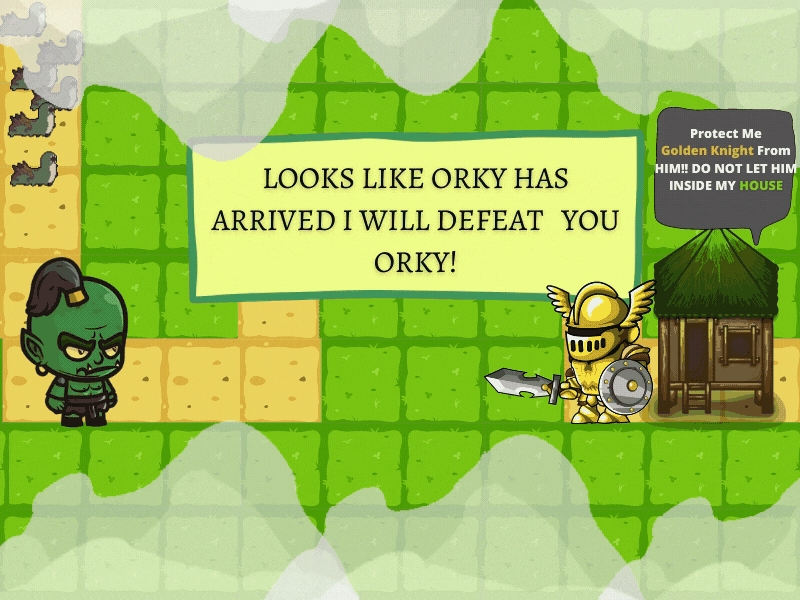 LOOKS LIKE ORKY HAS
ARRIVED I WILL DEFEAT YOU
ORKY!
Protect Me
Golden Knight From
HIM!! DO NOT LET HIM
INSIDE MY HOUSE